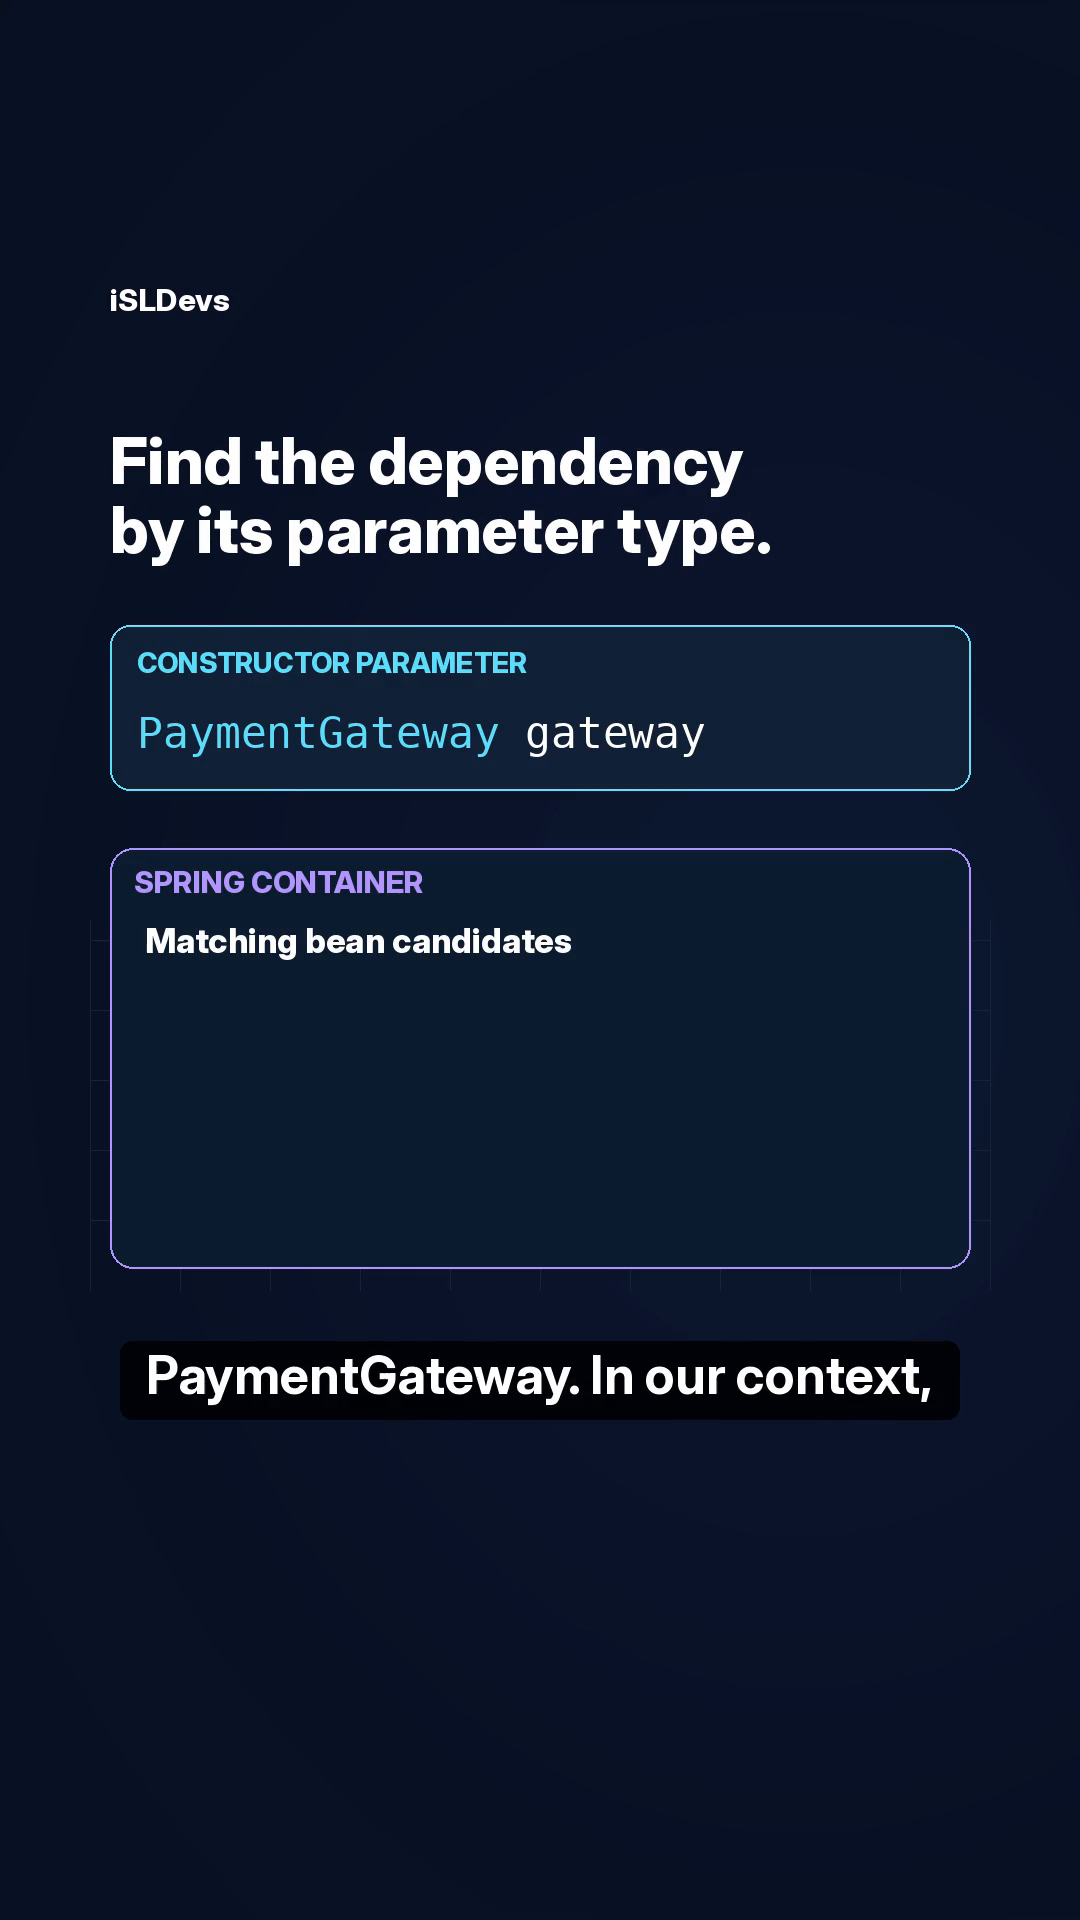 iSLDevs
Find the dependency
by its parameter type.
CONSTRUCTOR PARAMETER
PaymentGateway gateway
SPRING CONTAINER
Matching bean candidates
PaymentGateway. In our context,